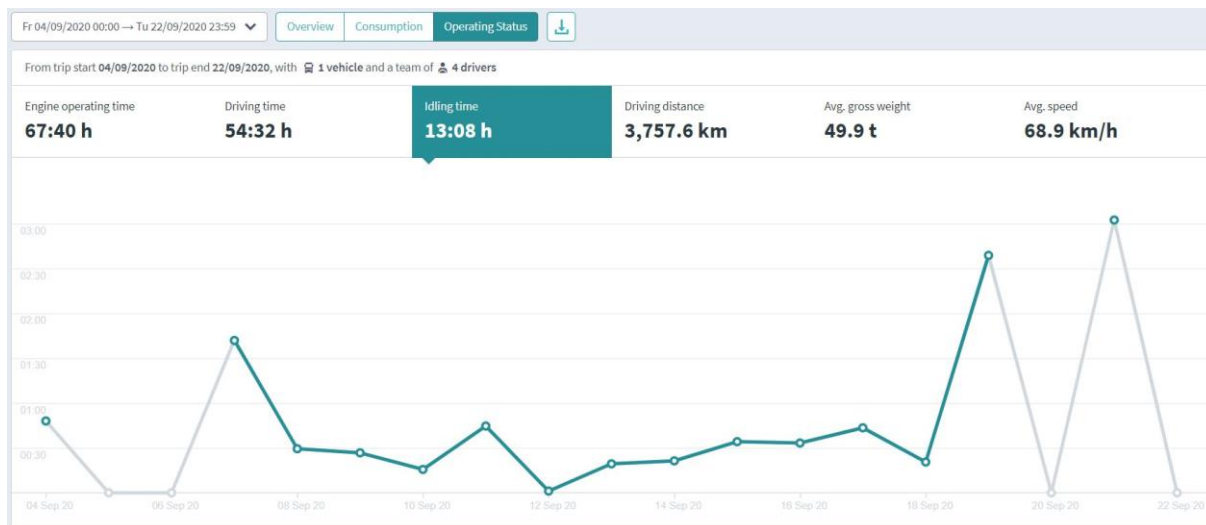 Fr 04/09/2020 00:00 → Tu 22/09/2020 23:59 Overview Consumption Operating Status
From trip start 04/09/2020 to trip end 22/09/2020, with 1 vehicle and a team of 4 drivers
Engine operating time Driving time Idling time Driving distance Avg. gross weight Avg. speed
67:40 h 54:32 h 13:08 h 3,757.6 km 49.9 t 68.9 km/h
03:00
02:30
02:00
01:30
01:00
00:30
04 Sep 20 06 Sep 20 08 Sep 20 10 Sep 20 12 Sep 20 14 Sep 20 16 Sep 20 18 Sep 20 20 Sep 20 22 Sep 20